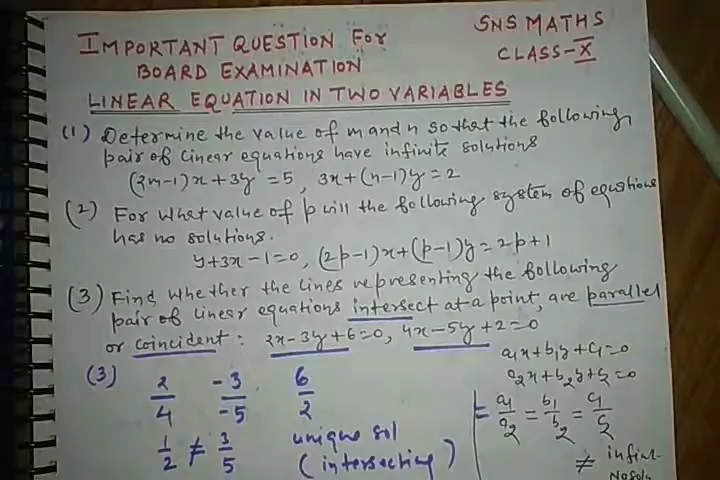 IMPORTANT QUESTION FOR
BOARD EXAMINATION
SNS MATHS
CLASS-X
LINEAR EQUATION IN TWO VARIABLES
(1) Determine the value of m and n so that the following
pair of linear equations have infinite solutions
(2m-1)x+3y=5, 3x+(n-1)y=2
(2) For what value of p will the following system of equations
has no solutions.
y+3x-1=0, (2p-1)x+(p-1)y=2p+1
(3) Find whether the lines representing the following
pair of linear equations intersect at a point, are parallel
or coincident: 2x-3y+6=0, 4x-5y+2=0
(3) 2/4 -3/-5 6/2
1/2 ≠ 3/5 unique sol
(intersecting)
a1x+b1y+c1=0
a2x+b2y+c2=0
= a1/a2 = b1/b2 = c1/c2
≠ infini-
No soln